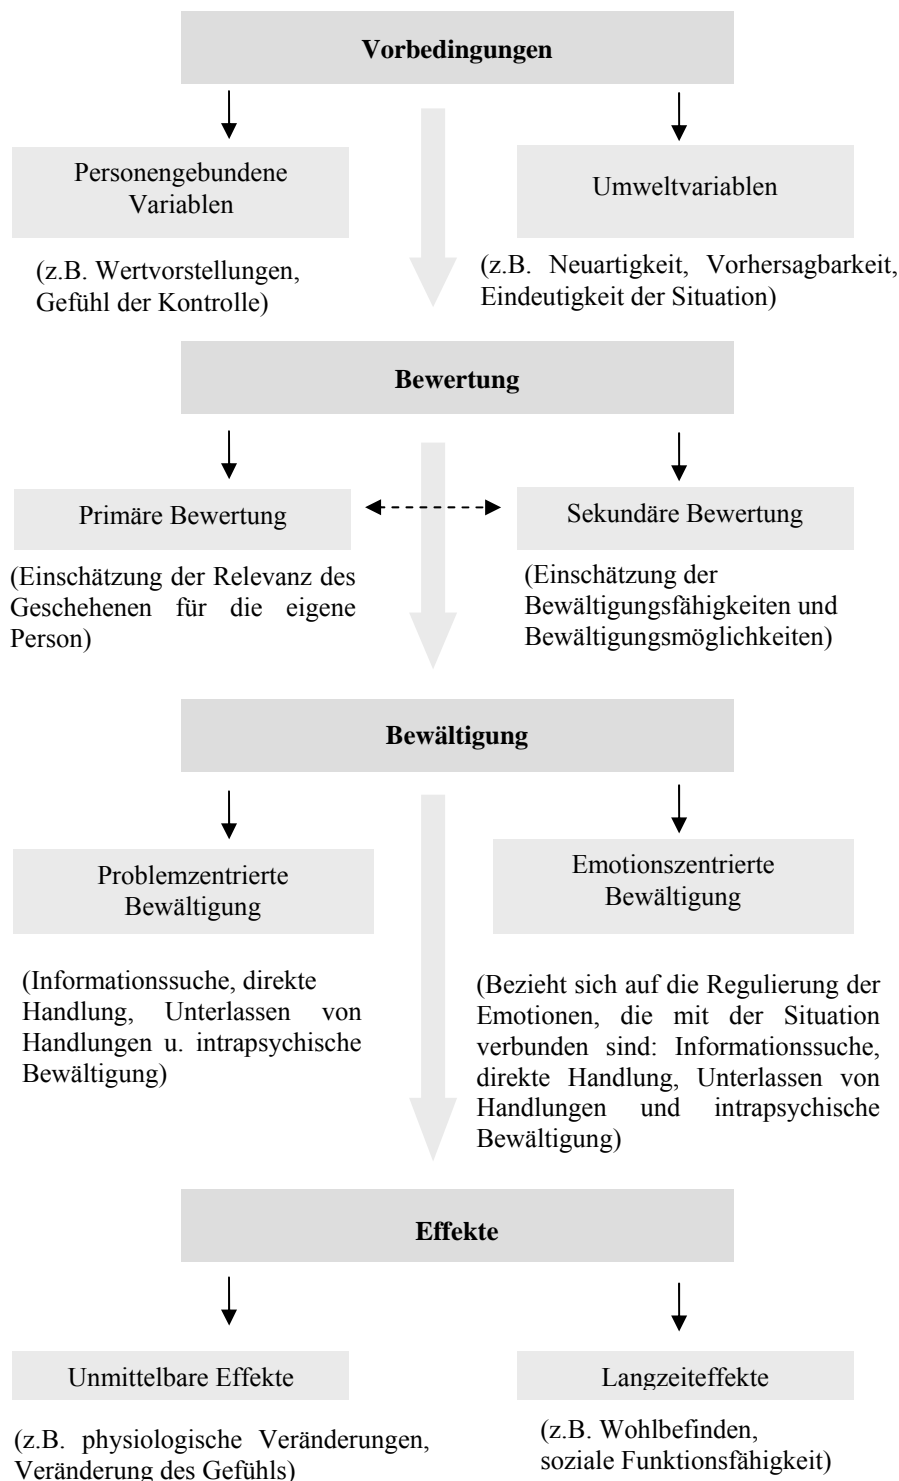 Vorbedingungen
Personengebundene
Variablen
Umweltvariablen
(z.B. Wertvorstellungen,
Gefühl der Kontrolle)
(z.B. Neuartigkeit, Vorhersagbarkeit,
Eindeutigkeit der Situation)
Bewertung
Primäre Bewertung
Sekundäre Bewertung
(Einschätzung der Relevanz des
Geschehenen für die eigene
Person)
(Einschätzung der
Bewältigungsfähigkeiten und
Bewältigungsmöglichkeiten)
Bewältigung
Problemzentrierte
Bewältigung
Emotionszentrierte
Bewältigung
(Informationssuche, direkte
Handlung, Unterlassen von
Handlungen u. intrapsychische
Bewältigung)
(Bezieht sich auf die Regulierung der
Emotionen, die mit der Situation
verbunden sind: Informationssuche,
direkte Handlung, Unterlassen von
Handlungen und intrapsychische
Bewältigung)
Effekte
Unmittelbare Effekte
Langzeiteffekte
(z.B. physiologische Veränderungen,
Veränderung des Gefühls)
(z.B. Wohlbefinden,
soziale Funktionsfähigkeit)